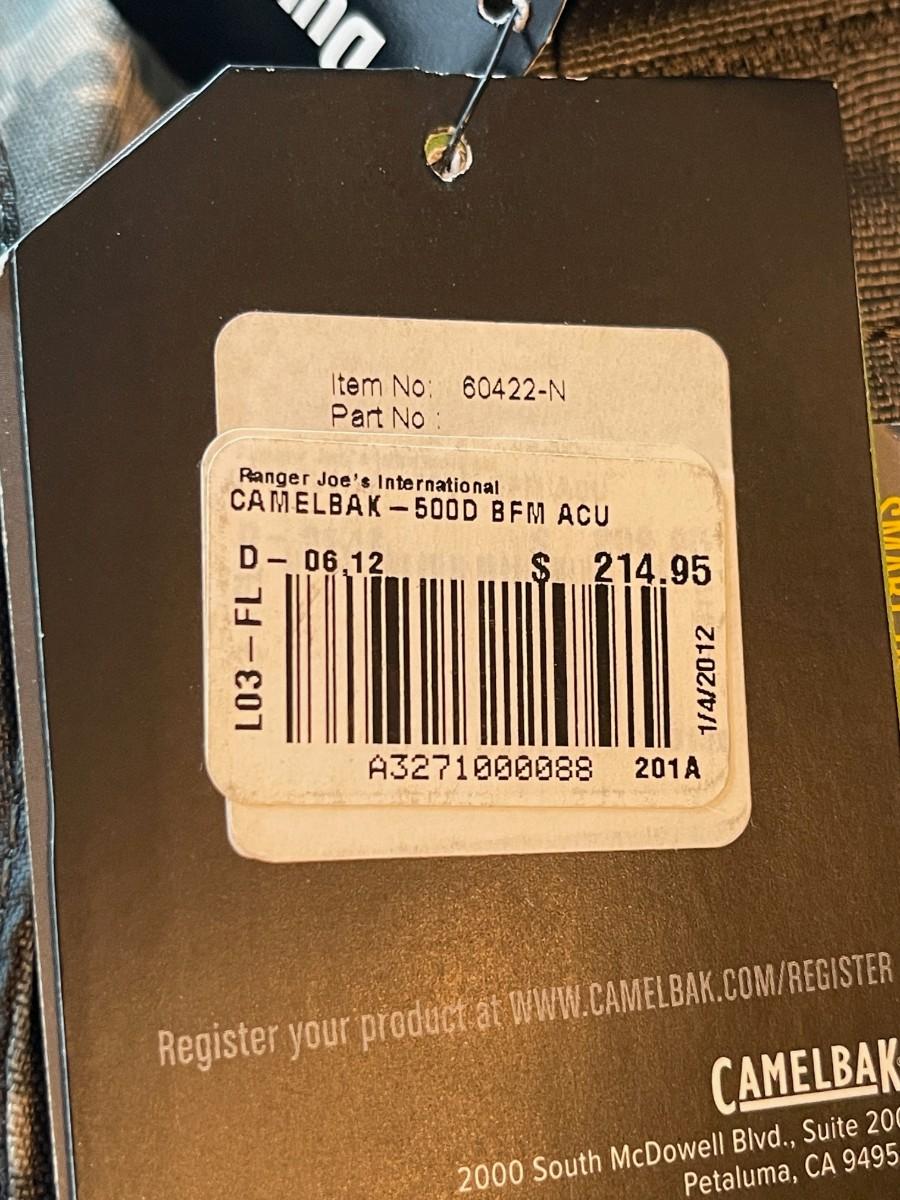 Item No: 60422-N
Part No :
Ranger Joe's International
CAMELBAK-500D BFM ACU
D- 06,12 $ 214.95
L03-FL
1/4/2012
A3271000088 201A
Register your product at WWW.CAMELBAK.COM/REGISTER
CAMELBAK
2000 South McDowell Blvd., Suite 200
Petaluma, CA 9495